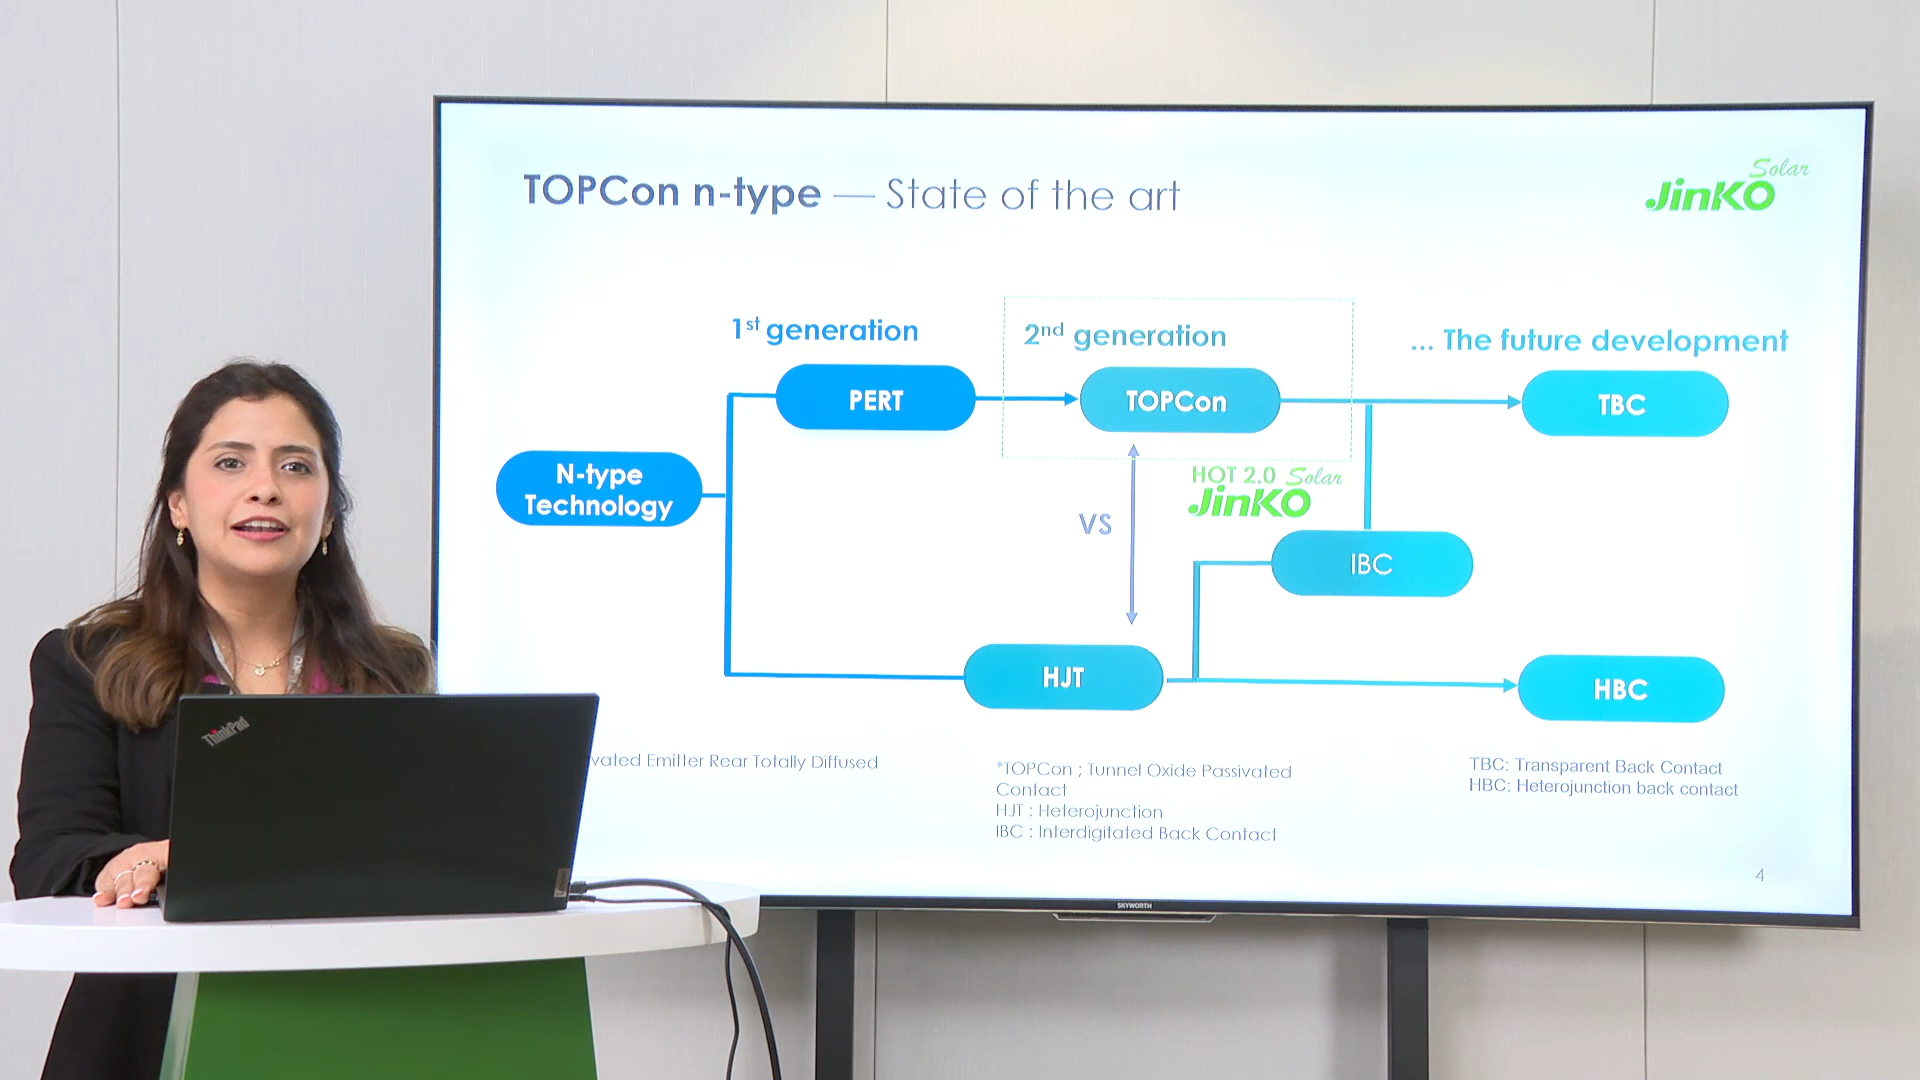 TOPCon n-type — State of the art
Solar
JinKO
1st generation
2nd generation
... The future development
PERT
TOPCon
TBC
N-type
Technology
HOT 2.0 Solar
JinKO
VS
IBC
HJT
HBC
Emitter Rear Totally Diffused
*TOPCon ; Tunnel Oxide Passivated
Contact
HJT : Heterojunction
IBC : Interdigitated Back Contact
TBC: Transparent Back Contact
HBC: Heterojunction back contact
4
SKYWORTH
ThinkPad